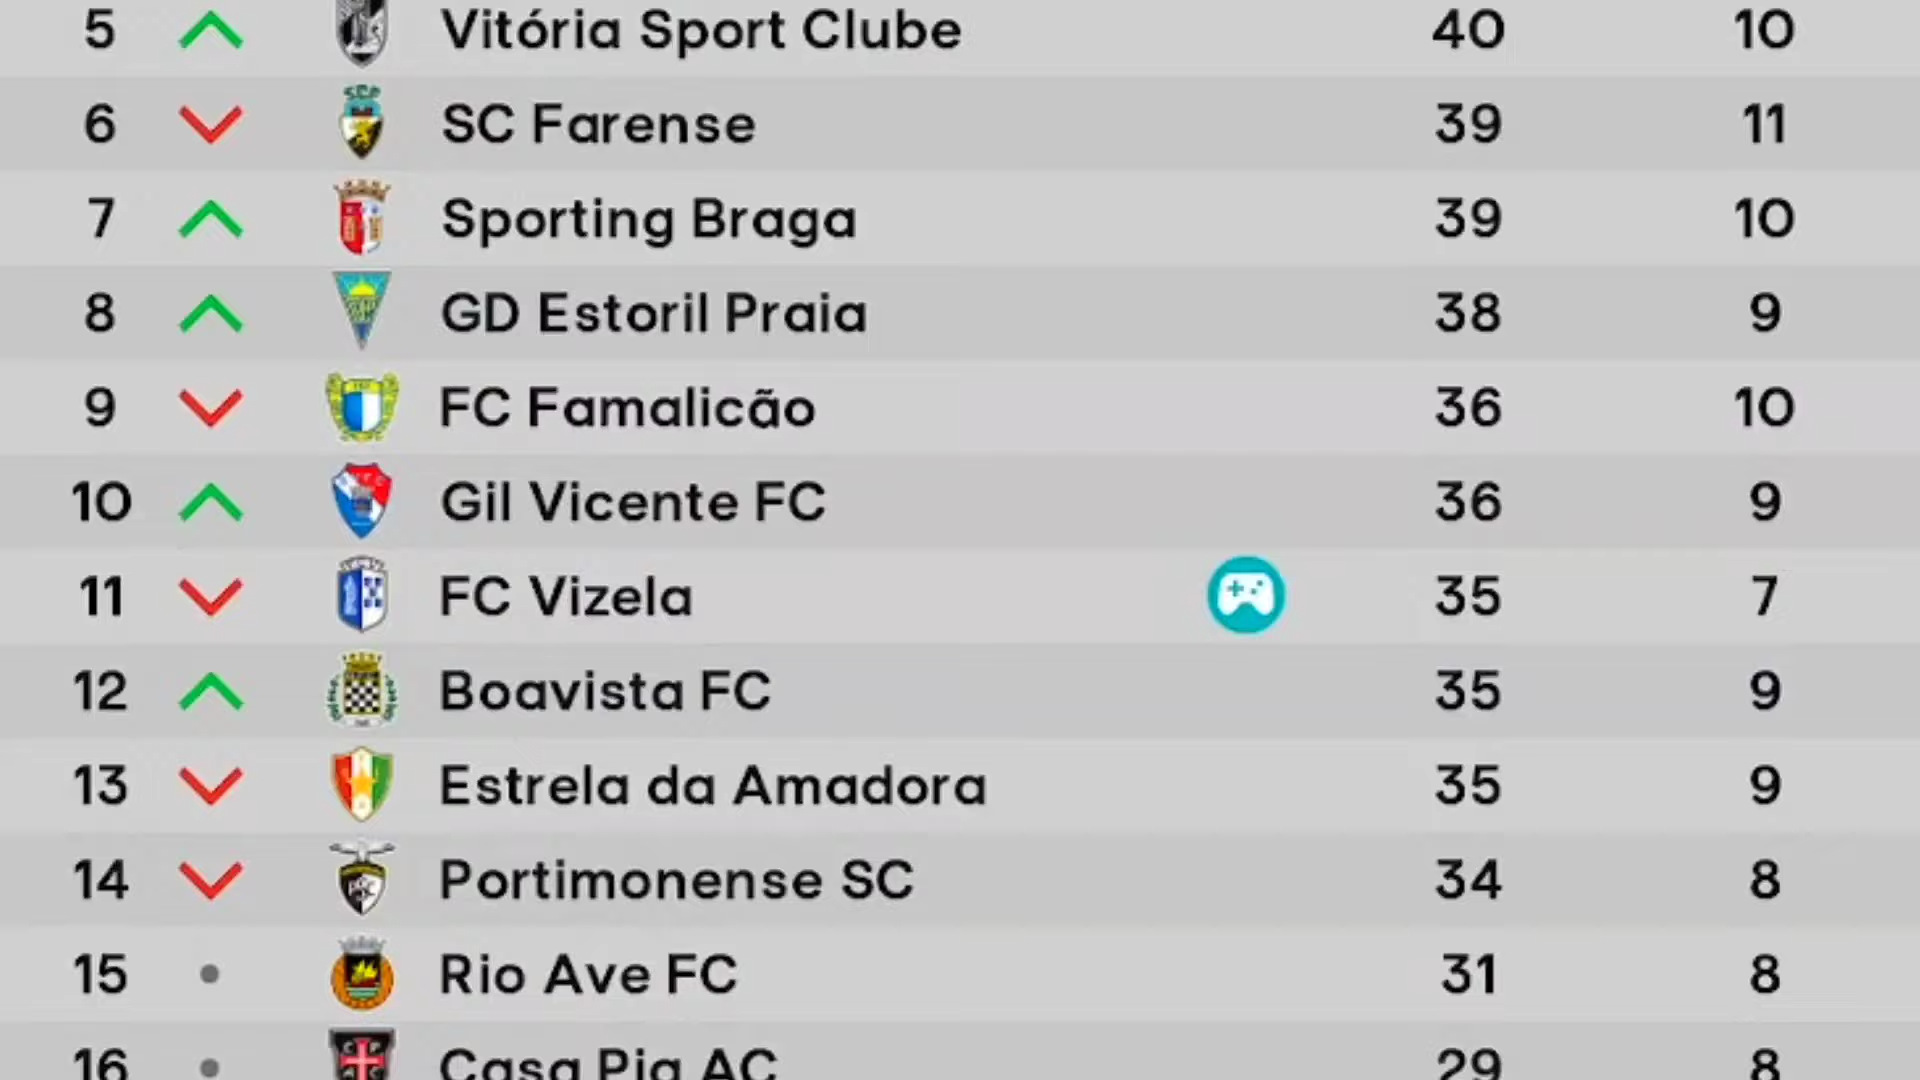 5 Vitória Sport Clube 40 10
6 SC Farense 39 11
7 Sporting Braga 39 10
8 GD Estoril Praia 38 9
9 FC Famalicão 36 10
10 Gil Vicente FC 36 9
11 FC Vizela 35 7
12 Boavista FC 35 9
13 Estrela da Amadora 35 9
14 Portimonense SC 34 8
15 Rio Ave FC 31 8
16 Casa Pia AC 29 8